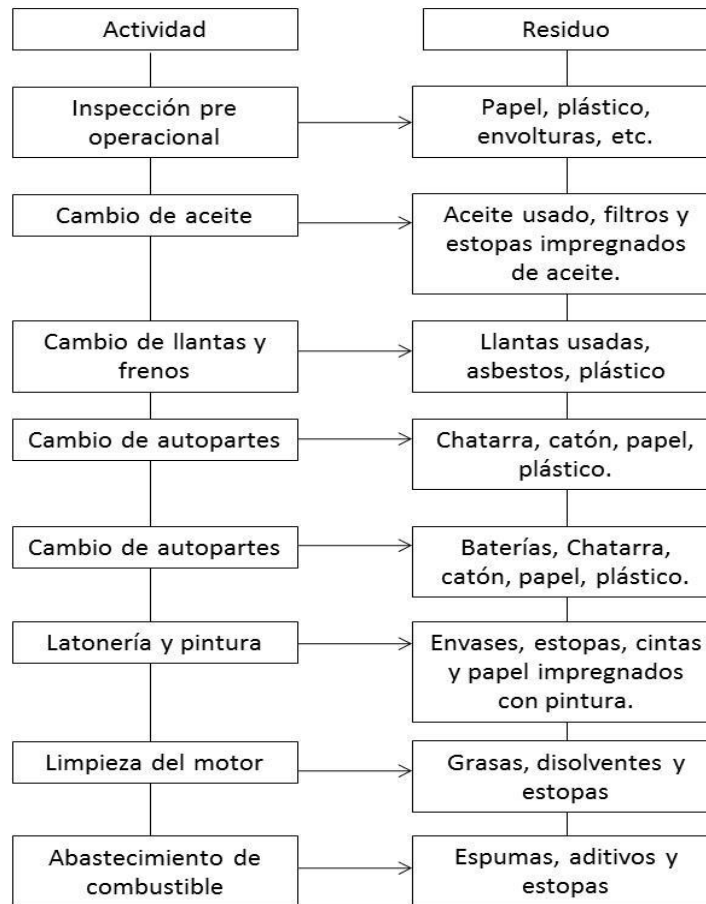 Actividad
Residuo
Inspección pre
operacional
Papel, plástico,
envolturas, etc.
Cambio de aceite
Aceite usado, filtros y
estopas impregnados
de aceite.
Cambio de llantas y
frenos
Llantas usadas,
asbestos, plástico
Cambio de autopartes
Chatarra, catón, papel,
plástico.
Cambio de autopartes
Baterías, Chatarra,
catón, papel, plástico.
Latonería y pintura
Envases, estopas, cintas
y papel impregnados
con pintura.
Limpieza del motor
Grasas, disolventes y
estopas
Abastecimiento de
combustible
Espumas, aditivos y
estopas